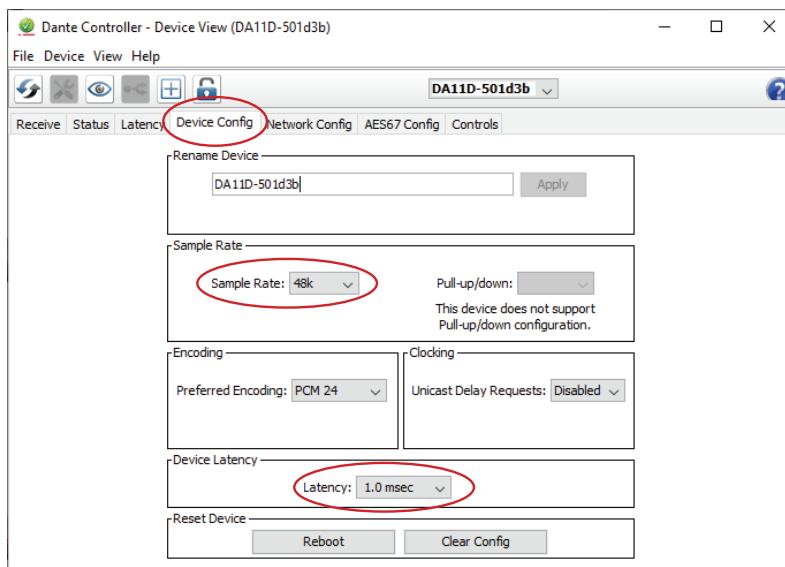 Dante Controller - Device View (DA11D-501d3b)
File Device View Help
DA11D-501d3b
?
Receive Status Latency Device Config Network Config AES67 Config Controls
Rename Device
DA11D-501d3b Apply
Sample Rate
Sample Rate: 48k Pull-up/down:
This device does not support
Pull-up/down configuration.
Encoding Clocking
Preferred Encoding: PCM 24 Unicast Delay Requests: Disabled
Device Latency
Latency: 1.0 msec
Reset Device
Reboot Clear Config